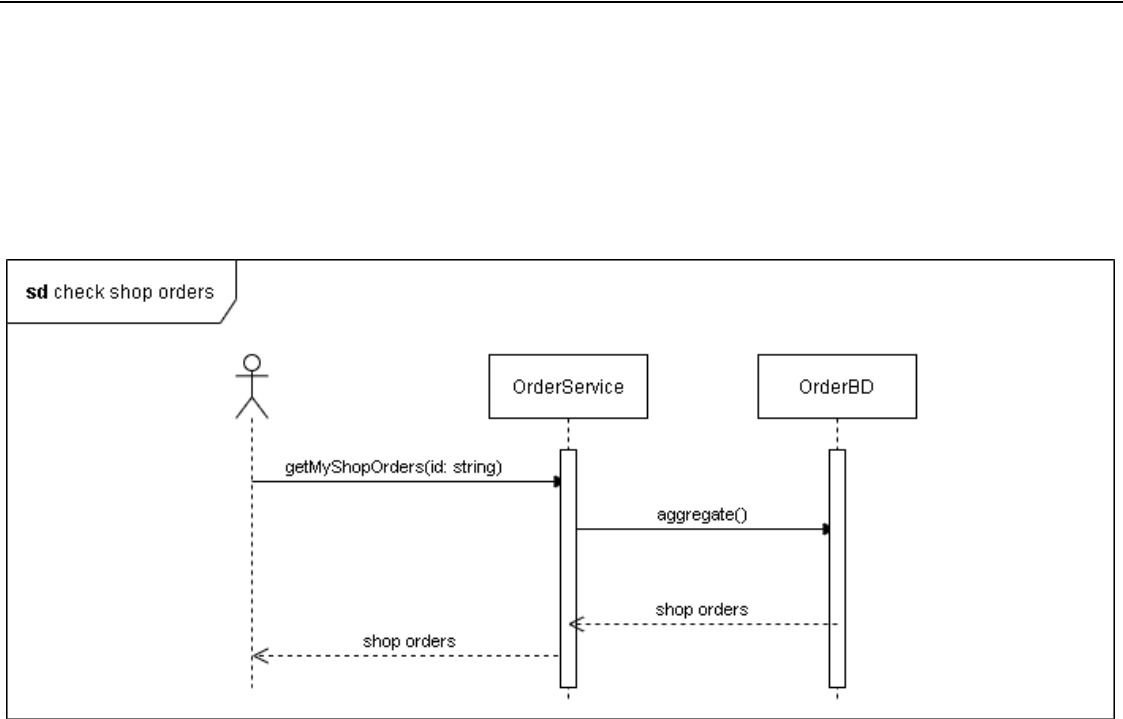 sd check shop orders
OrderService
OrderBD
getMyShopOrders(id: string)
aggregate()
shop orders
shop orders